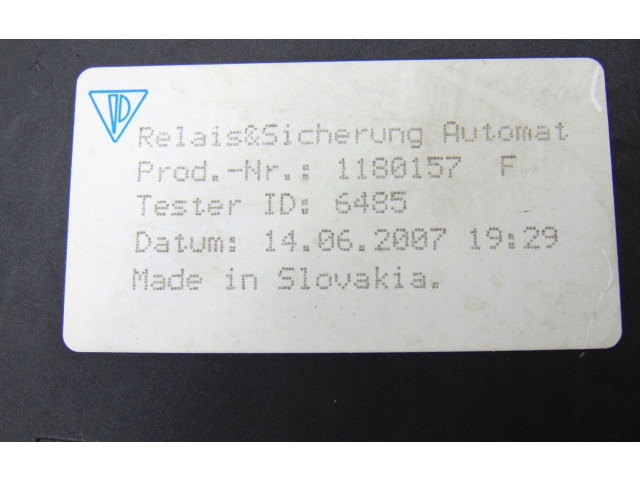 Relais&Sicherung Automat
Prod.-Nr.: 1180157 F
Tester ID: 6485
Datum: 14.06.2007 19:29
Made in Slovakia.